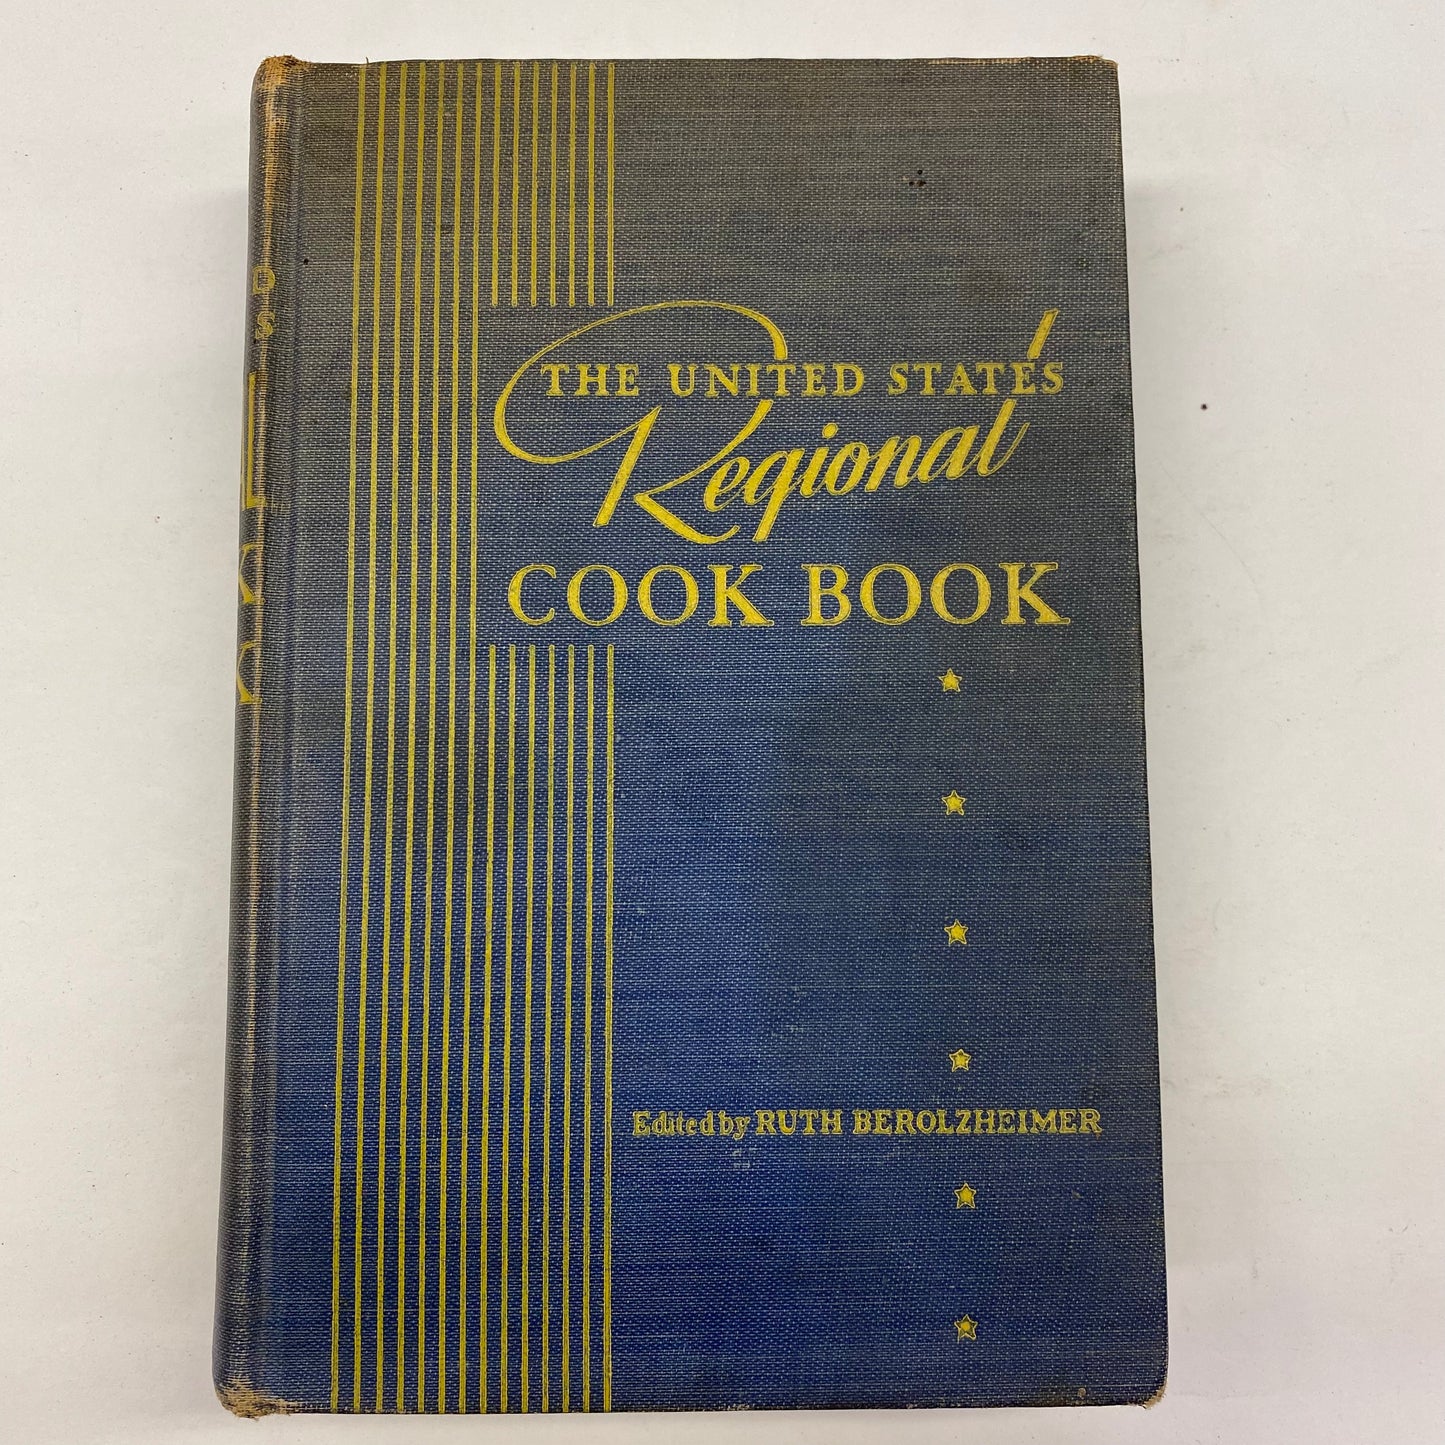 THE UNITED STATES
Regional
COOK BOOK
Edited by RUTH BEROLZHEIMER